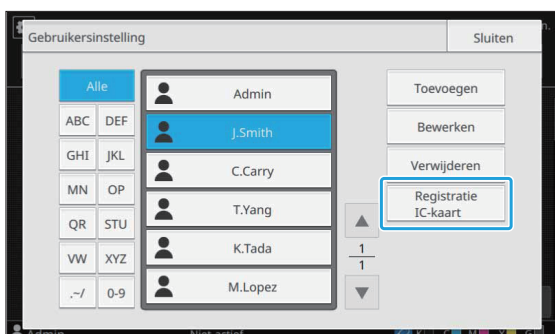 Gebruikersinstelling
Sluiten
Alle
ABC DEF
GHI JKL
MN OP
QR STU
VW XYZ
.~/ 0-9
Admin
J.Smith
C.Carry
T.Yang
K.Tada
M.Lopez
1
1
Toevoegen
Bewerken
Verwijderen
Registratie
IC-kaart
Admin
Niet actief